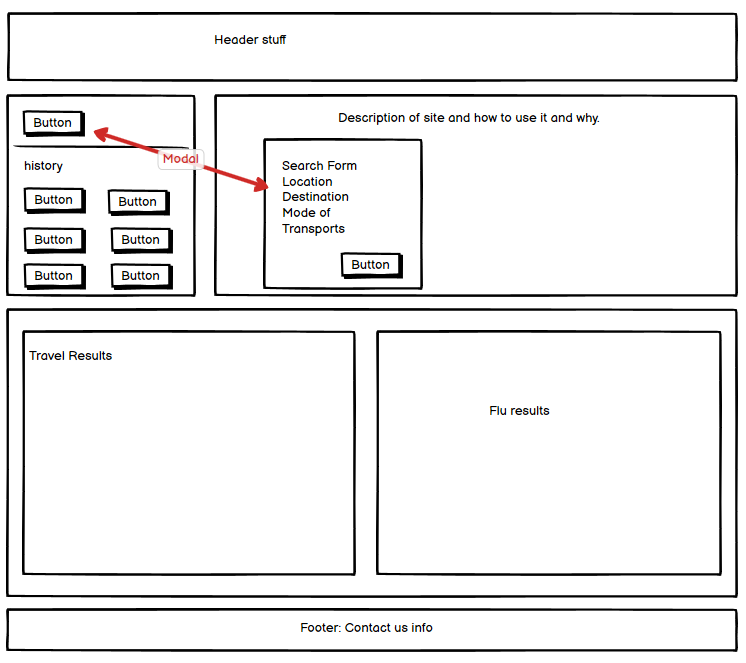 Header stuff
Button
Modal
history
Button
Button
Button
Button
Button
Button
Description of site and how to use it and why.
Search Form
Location
Destination
Mode of
Transports
Button
Travel Results
Flu results
Footer: Contact us info